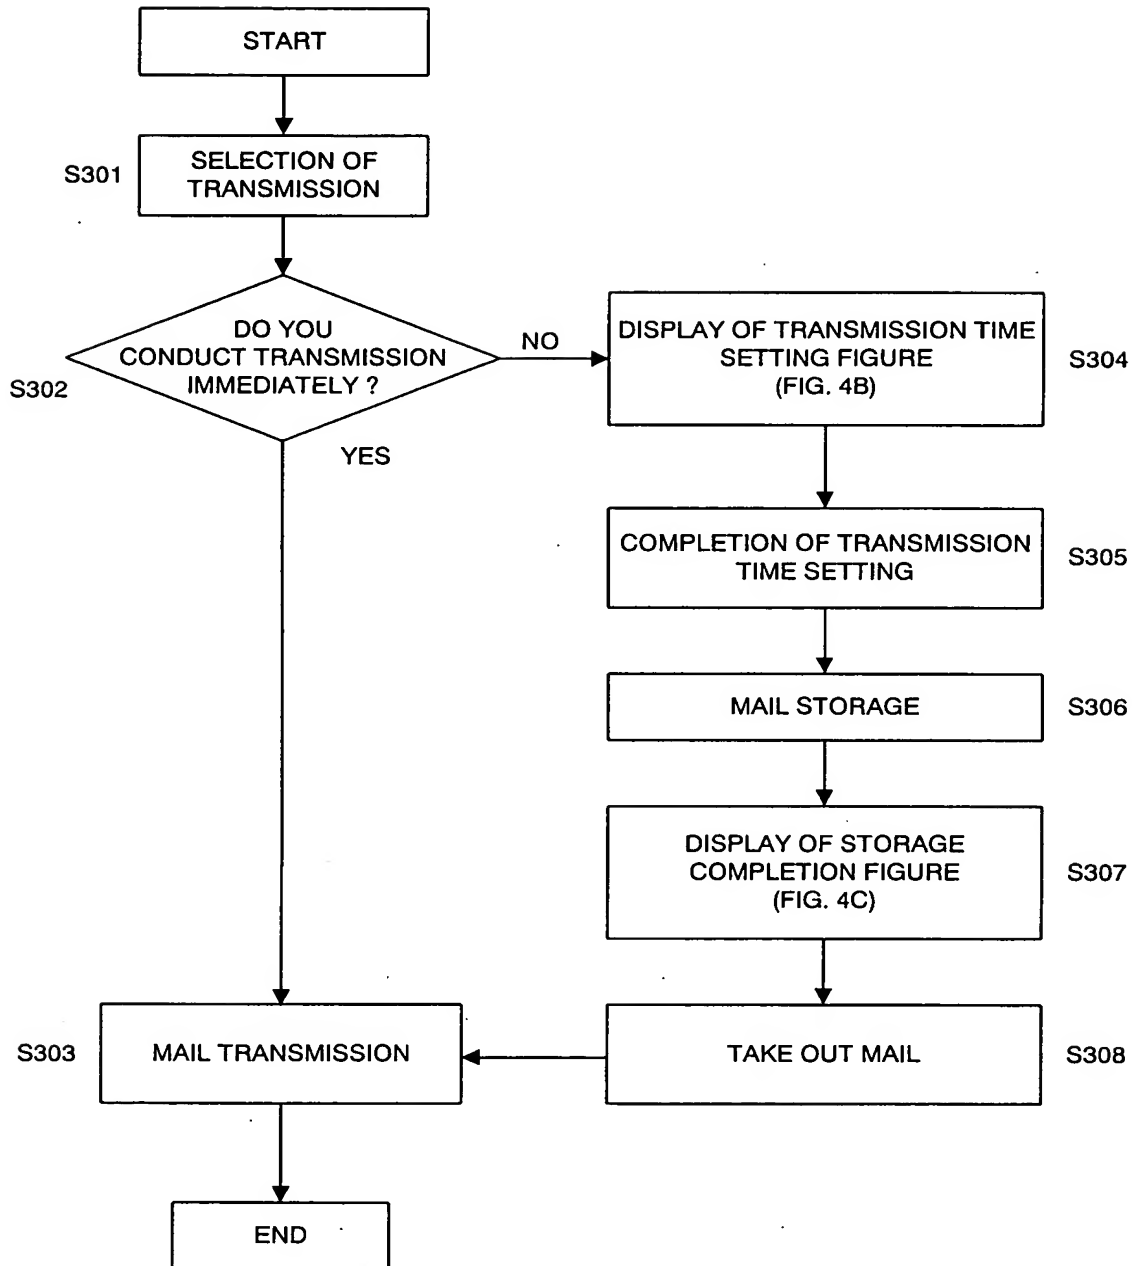 START
S301
SELECTION OF
TRANSMISSION
S302
DO YOU
CONDUCT TRANSMISSION
IMMEDIATELY ?
NO
YES
DISPLAY OF TRANSMISSION TIME
SETTING FIGURE
(FIG. 4B)
S304
COMPLETION OF TRANSMISSION
TIME SETTING
S305
MAIL STORAGE
S306
DISPLAY OF STORAGE
COMPLETION FIGURE
(FIG. 4C)
S307
S303
MAIL TRANSMISSION
TAKE OUT MAIL
S308
END